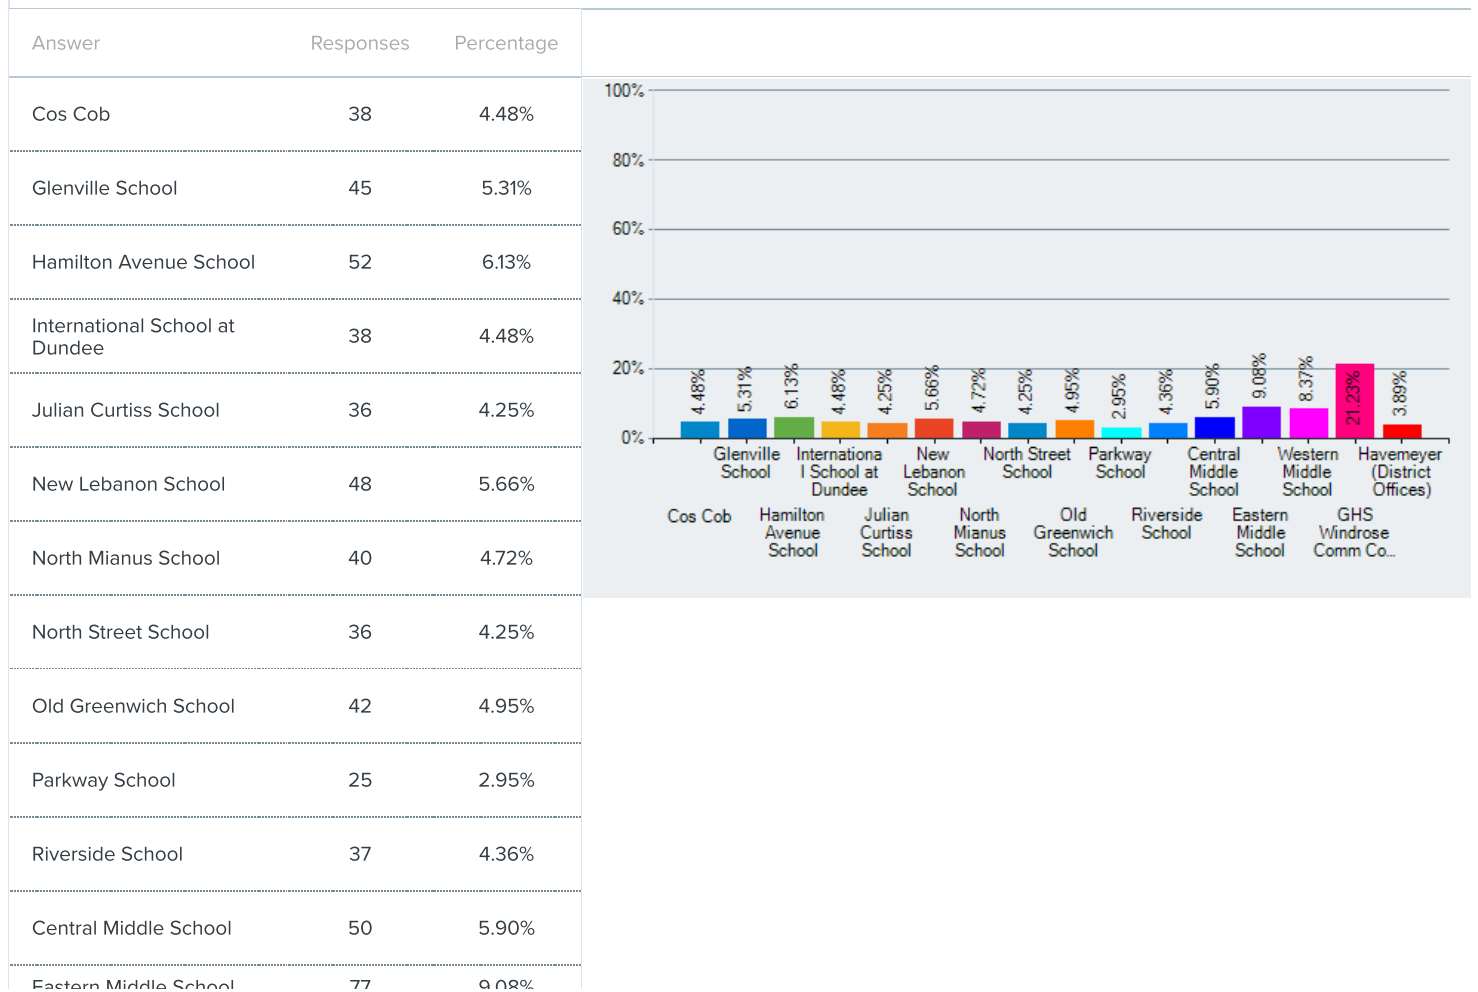 Answer Responses Percentage
Cos Cob 38 4.48%
Glenville School 45 5.31%
Hamilton Avenue School 52 6.13%
International School at
Dundee 38 4.48%
Julian Curtiss School 36 4.25%
New Lebanon School 48 5.66%
North Mianus School 40 4.72%
North Street School 36 4.25%
Old Greenwich School 42 4.95%
Parkway School 25 2.95%
Riverside School 37 4.36%
Central Middle School 50 5.90%
Eastern Middle School 77 9.08%
100%
80%
60%
40%
20%
0%
4.48% 5.31% 6.13% 4.48% 4.25% 5.66% 4.72% 4.25% 4.95% 2.95% 4.36% 5.90% 9.08% 8.37% 21.23% 3.89%
Glenville Internationa New North Street Parkway Central Western Havemeyer
School l School at Lebanon School School Middle Middle (District
Dundee School School School Offices)
Cos Cob Hamilton Julian North Old Riverside Eastern GHS
Avenue Curtiss Mianus Greenwich School Middle Windrose
School School School School School Comm Co...